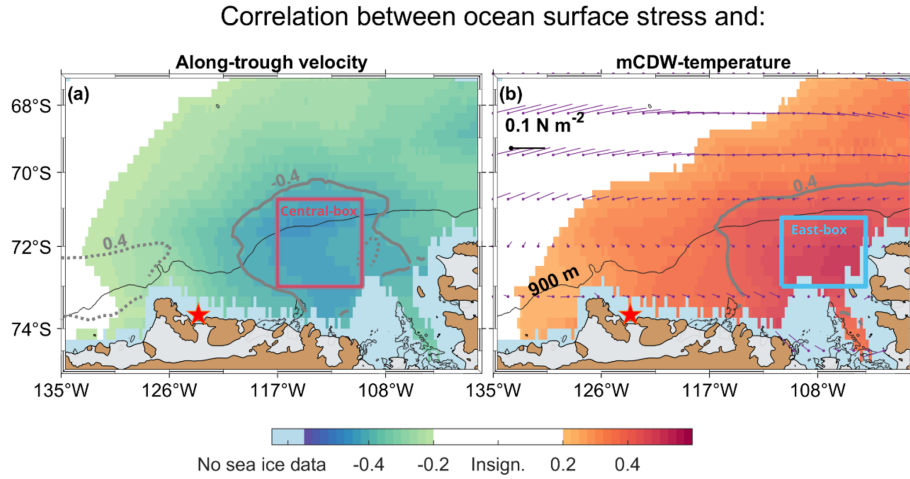 Correlation between ocean surface stress and:
Along-trough velocity
mCDW-temperature
(a)
(b)
68°S
70°S
72°S
74°S
-0.4
0.4
Central-box
0.1 N m⁻²
0.4
East-box
900 m
135°W
126°W
117°W
108°W
135°W
126°W
117°W
108°W
No sea ice data
-0.4
-0.2
Insign.
0.2
0.4